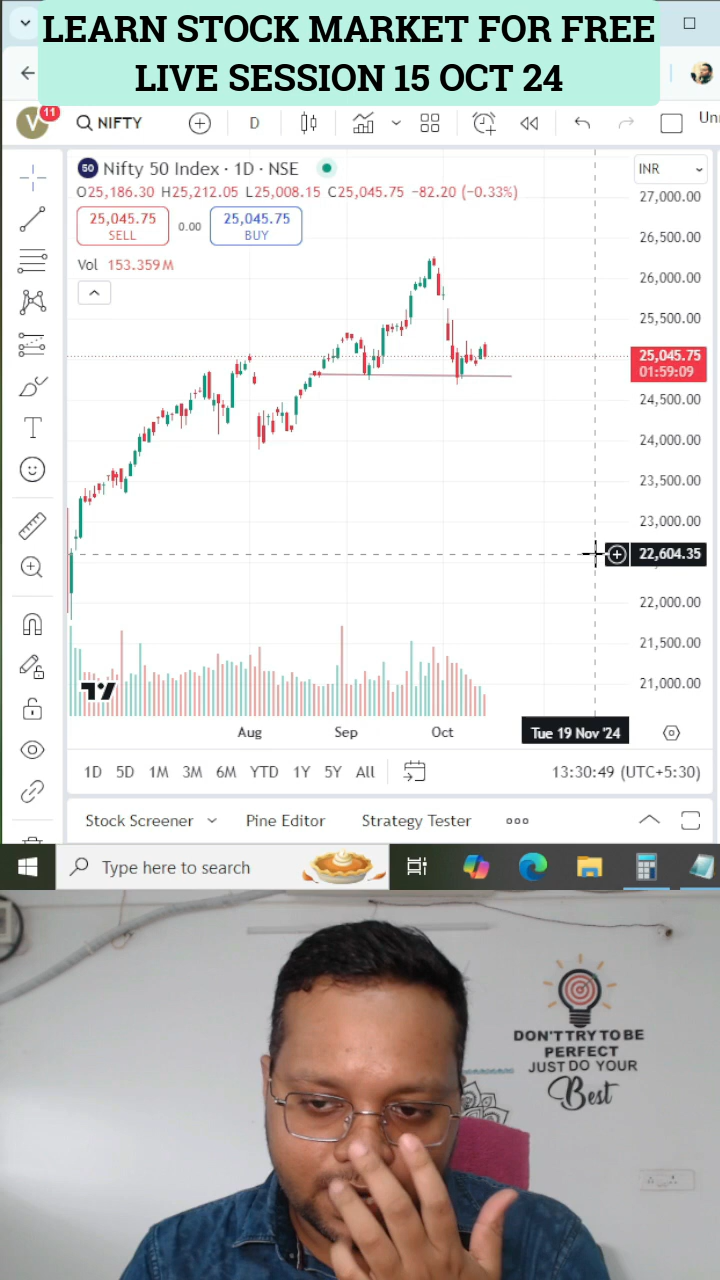 LEARN STOCK MARKET FOR FREE
LIVE SESSION 15 OCT 24
V
11
NIFTY
D
Un
50
Nifty 50 Index · 1D · NSE
INR
O25,186.30 H25,212.05 L25,008.15 C25,045.75 −82.20 (−0.33%)
25,045.75
SELL
0.00
25,045.75
BUY
Vol 153.359M
27,000.00
26,500.00
26,000.00
25,500.00
25,045.75
01:59:09
24,500.00
24,000.00
23,500.00
23,000.00
22,604.35
22,000.00
21,500.00
21,000.00
Aug
Sep
Oct
Tue 19 Nov '24
1D 5D 1M 3M 6M YTD 1Y 5Y All
13:30:49 (UTC+5:30)
Stock Screener
Pine Editor
Strategy Tester
Type here to search
DON'T TRY TO BE
PERFECT
JUST DO YOUR
Best